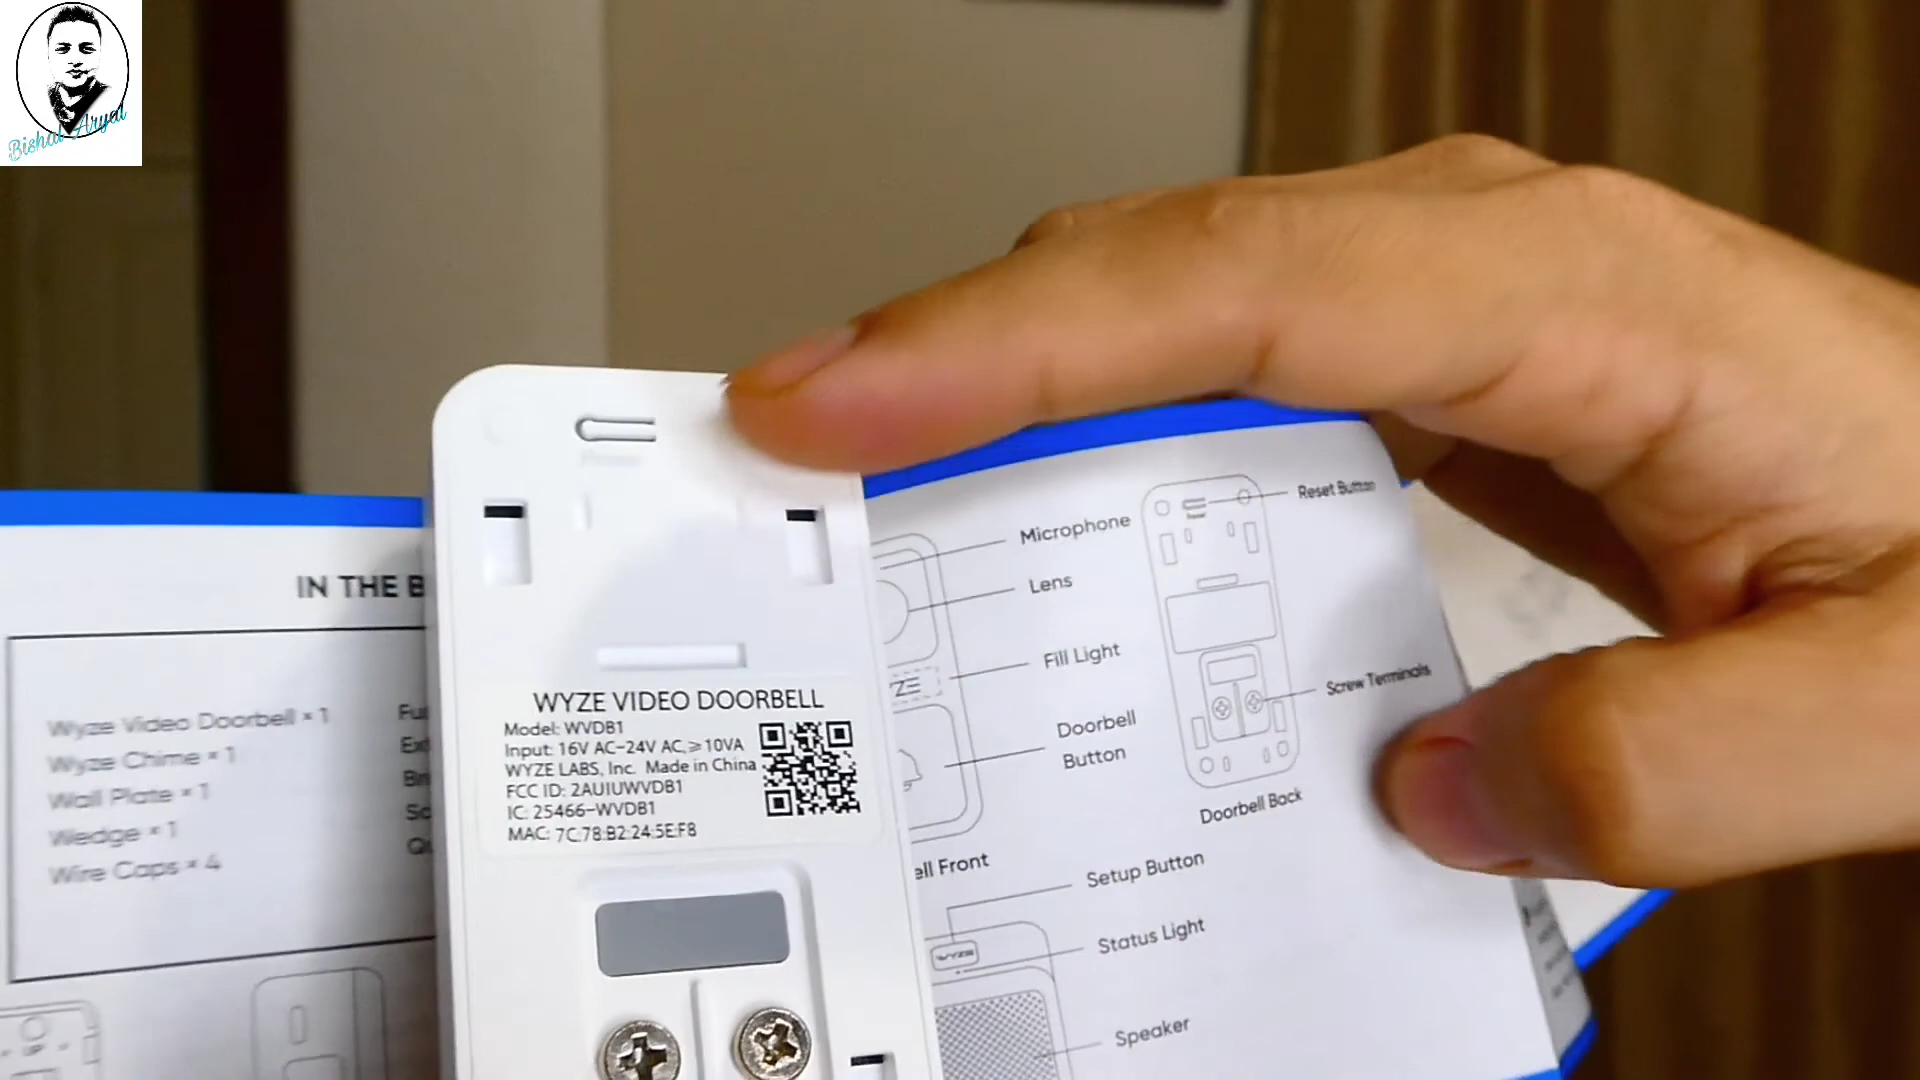 Bishal Aryal
IN THE B
Wyze Video Doorbell × 1
Wyze Chime × 1
Wall Plate × 1
Wedge × 1
Wire Caps × 4
UP
WYZE VIDEO DOORBELL
Model: WVDB1
Input: 16V AC-24V AC, ≥10VA
WYZE LABS, Inc. Made in China
FCC ID: 2AUIUWVDB1
IC: 25466-WVDB1
MAC: 7C:78:B2:24:5E:F8
Microphone
Lens
Fill Light
YZE
Doorbell
Button
ell Front
Reset Button
Screw Terminals
Doorbell Back
Setup Button
WYZE
Status Light
Speaker